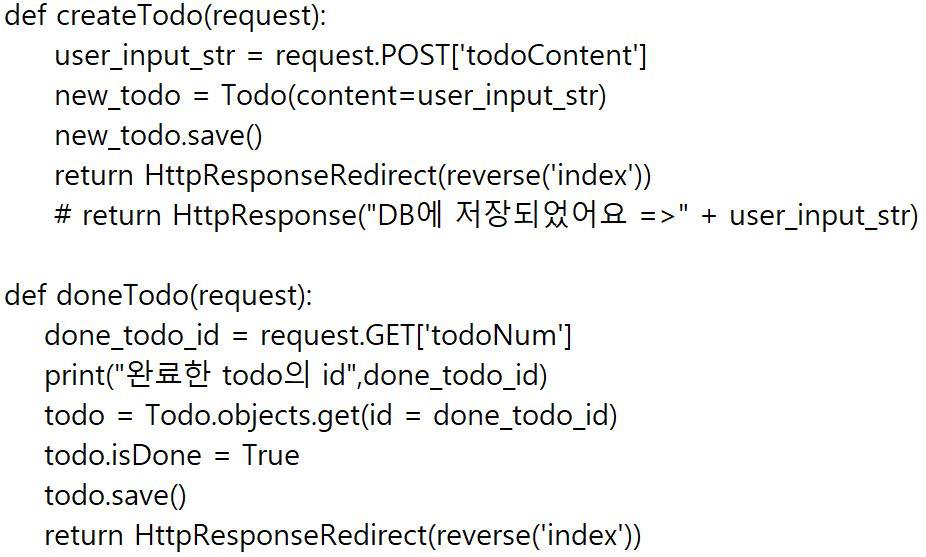 def createTodo(request):
user_input_str = request.POST['todoContent']
new_todo = Todo(content=user_input_str)
new_todo.save()
return HttpResponseRedirect(reverse('index'))
# return HttpResponse("DB에 저장되었어요 =>" + user_input_str)
def doneTodo(request):
done_todo_id = request.GET['todoNum']
print("완료한 todo의 id",done_todo_id)
todo = Todo.objects.get(id = done_todo_id)
todo.isDone = True
todo.save()
return HttpResponseRedirect(reverse('index'))